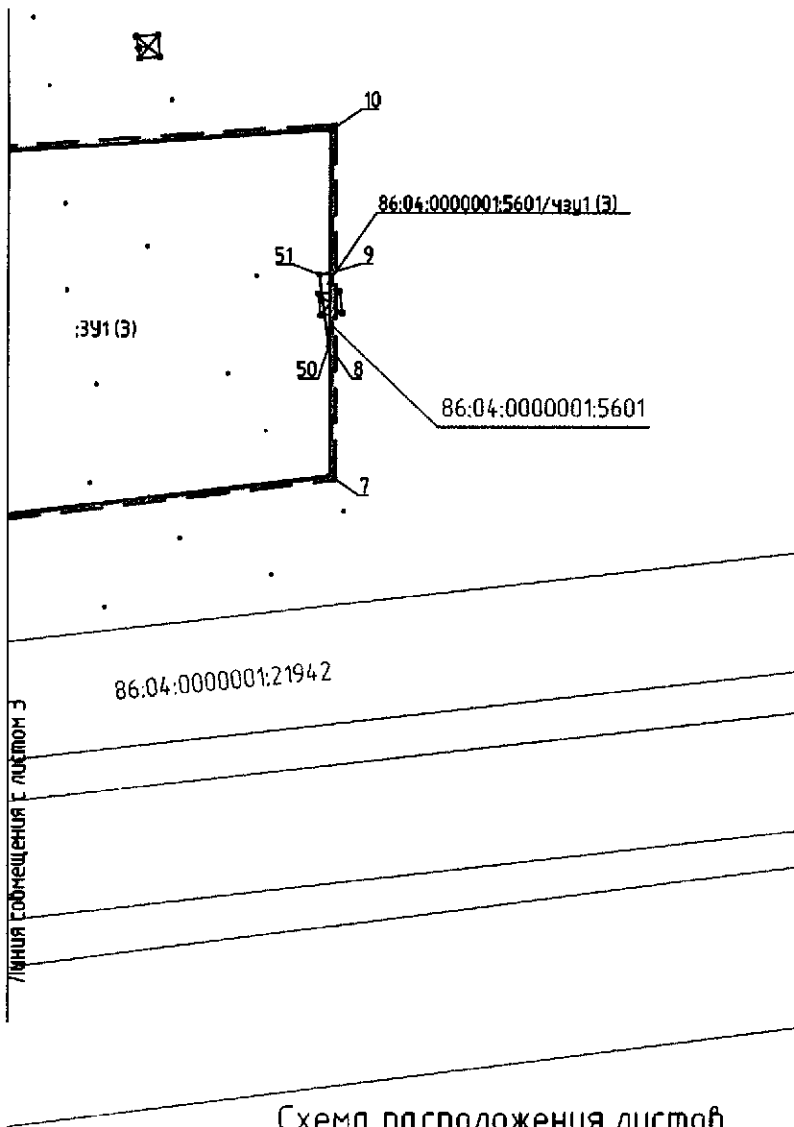 10
86:04:0000001:5601/чзу1 (3)
51
9
:ЗУ1 (3)
50
8
86:04:0000001:5601
7
86:04:0000001:21942
Линия совмещения с листом 3
Схема расположения листов